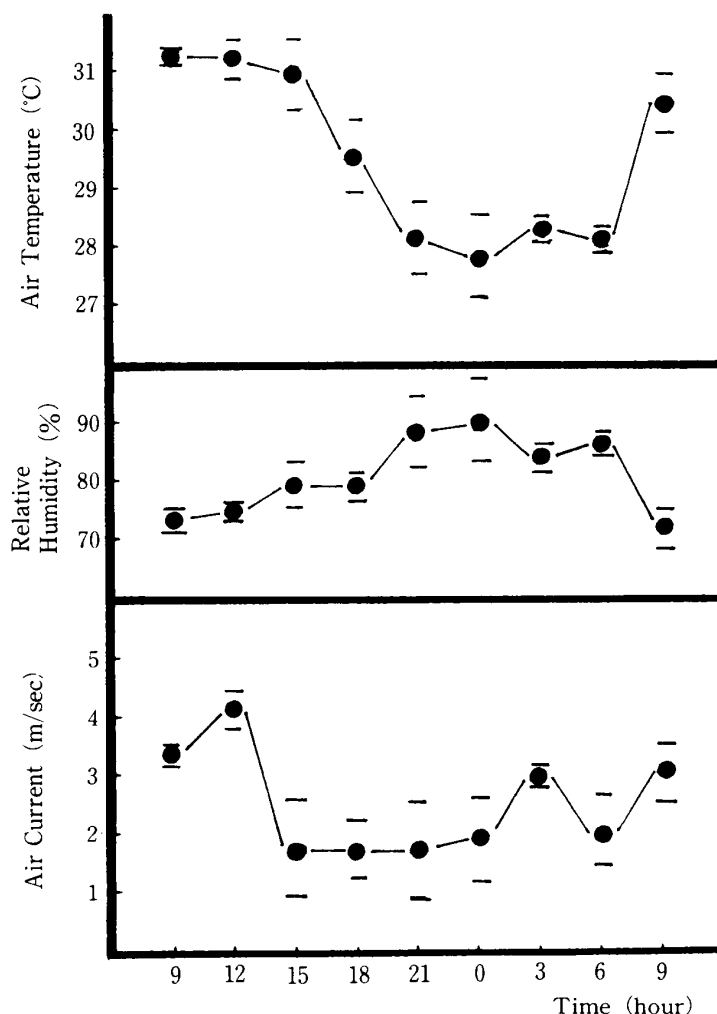 Air Temperature (°C)
31
30
29
28
27
Relative
Humidity (%)
90
80
70
Air Current (m/sec)
5
4
3
2
1
9 12 15 18 21 0 3 6 9
Time (hour)